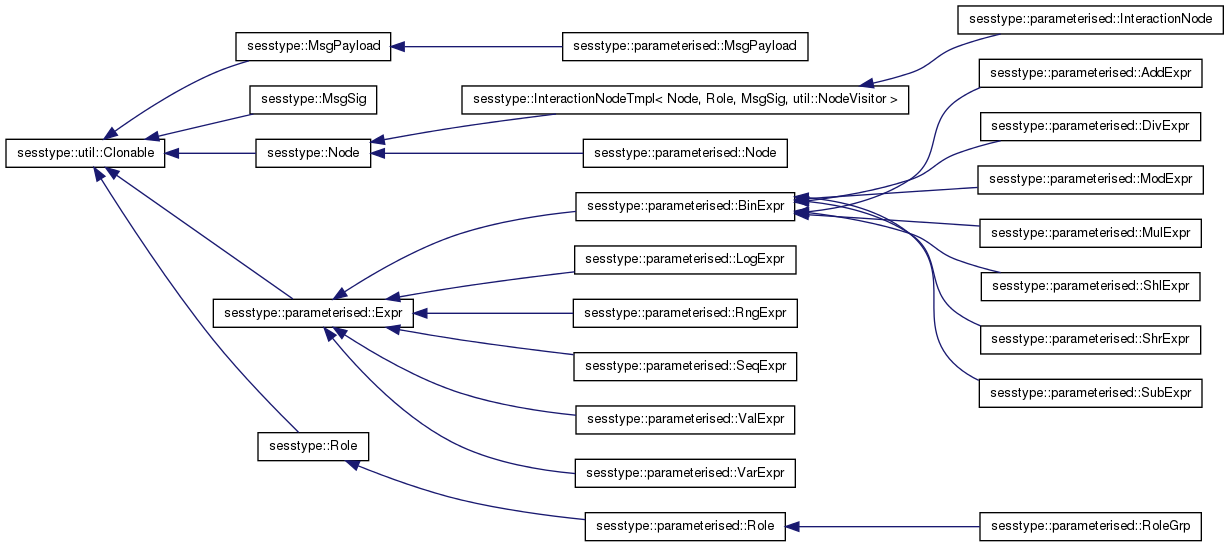 sesstype::parameterised::InteractionNode
sesstype::MsgPayload
sesstype::parameterised::MsgPayload
sesstype::parameterised::AddExpr
sesstype::MsgSig
sesstype::InteractionNodeTmpl< Node, Role, MsgSig, util::NodeVisitor >
sesstype::parameterised::DivExpr
sesstype::util::Clonable
sesstype::Node
sesstype::parameterised::Node
sesstype::parameterised::ModExpr
sesstype::parameterised::BinExpr
sesstype::parameterised::MulExpr
sesstype::parameterised::LogExpr
sesstype::parameterised::ShlExpr
sesstype::parameterised::Expr
sesstype::parameterised::RngExpr
sesstype::parameterised::ShrExpr
sesstype::parameterised::SeqExpr
sesstype::parameterised::SubExpr
sesstype::parameterised::ValExpr
sesstype::Role
sesstype::parameterised::VarExpr
sesstype::parameterised::Role
sesstype::parameterised::RoleGrp